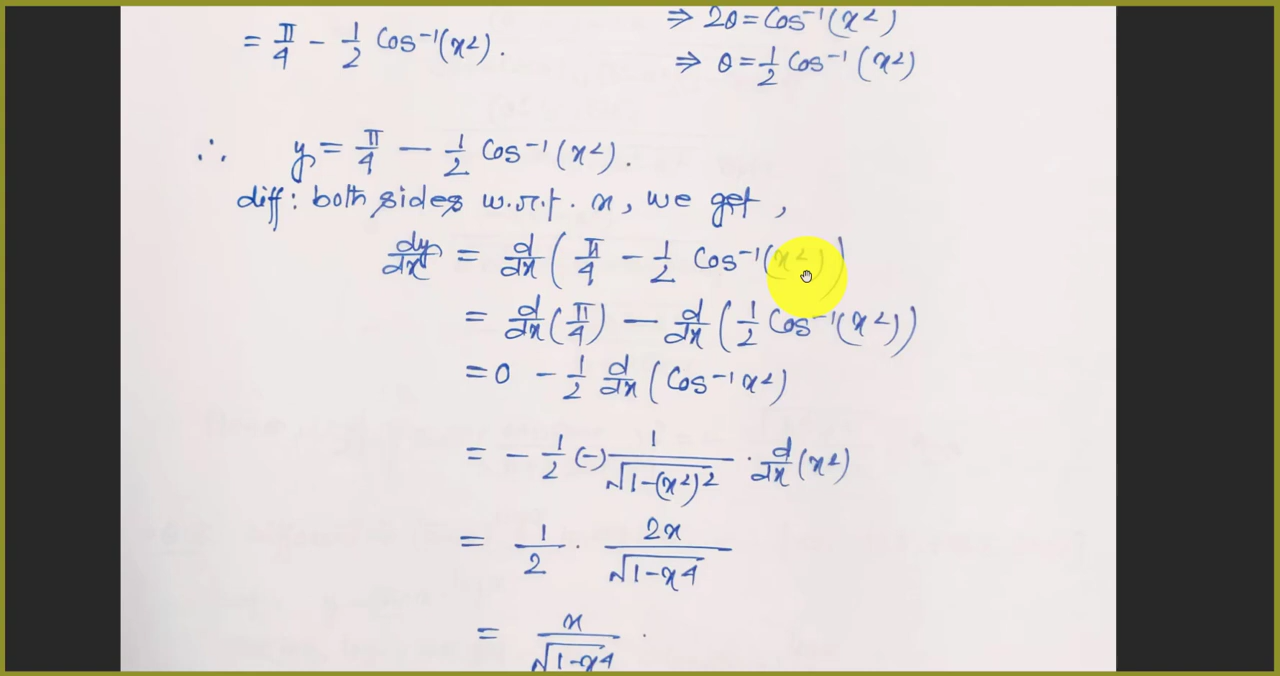 ⇒ 2θ = Cos⁻¹(x²)
= π/4 − 1/2 Cos⁻¹(x²).
⇒ θ = 1/2 Cos⁻¹(x²)
∴ y = π/4 − 1/2 Cos⁻¹(x²).
diff: both sides w.r.t. x, we get,
dy/dx = d/dx (π/4 − 1/2 Cos⁻¹(x²))
= d/dx (π/4) − d/dx (1/2 Cos⁻¹(x²))
= 0 − 1/2 d/dx (Cos⁻¹ x²)
= − 1/2 (−) 1/√(1−(x²)²) · d/dx (x²)
= 1/2 · 2x/√(1−x⁴)
= x/√(1−x⁴) .